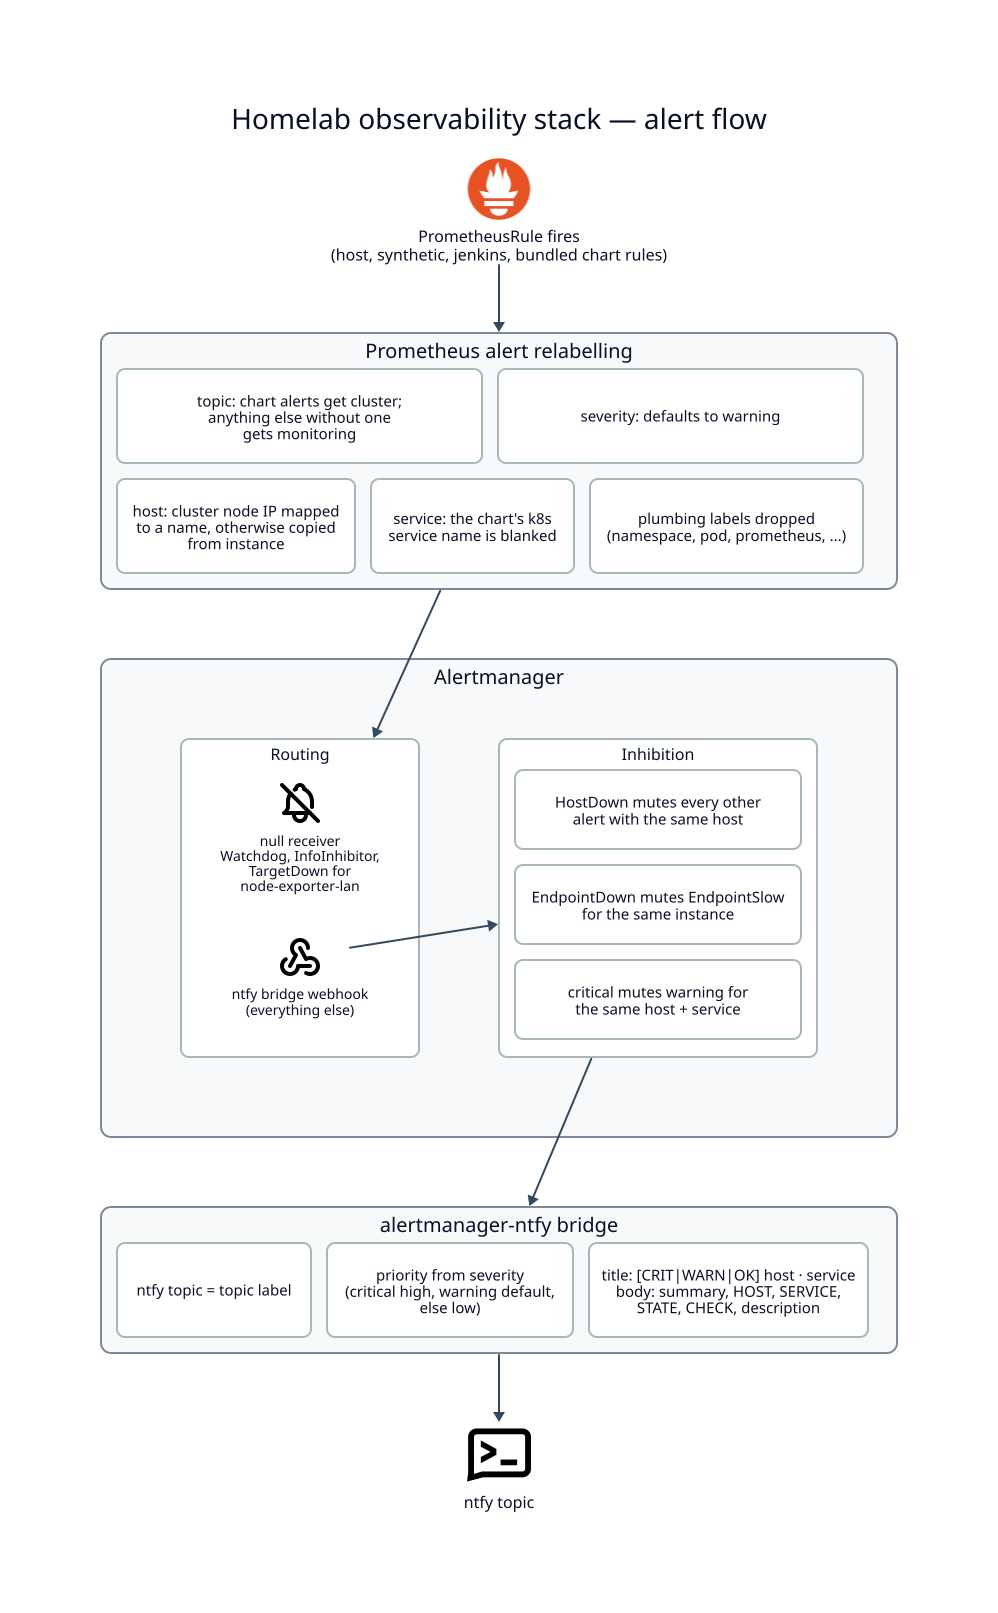 Homelab observability stack — alert flow
PrometheusRule fires
(host, synthetic, jenkins, bundled chart rules)
Prometheus alert relabelling
topic: chart alerts get cluster;
anything else without one
gets monitoring
severity: defaults to warning
host: cluster node IP mapped
to a name, otherwise copied
from instance
service: the chart's k8s
service name is blanked
plumbing labels dropped
(namespace, pod, prometheus, ...)
Alertmanager
Routing
null receiver
Watchdog, InfoInhibitor,
TargetDown for
node-exporter-lan
ntfy bridge webhook
(everything else)
Inhibition
HostDown mutes every other
alert with the same host
EndpointDown mutes EndpointSlow
for the same instance
critical mutes warning for
the same host + service
alertmanager-ntfy bridge
ntfy topic = topic label
priority from severity
(critical high, warning default,
else low)
title: [CRIT|WARN|OK] host · service
body: summary, HOST, SERVICE,
STATE, CHECK, description
ntfy topic